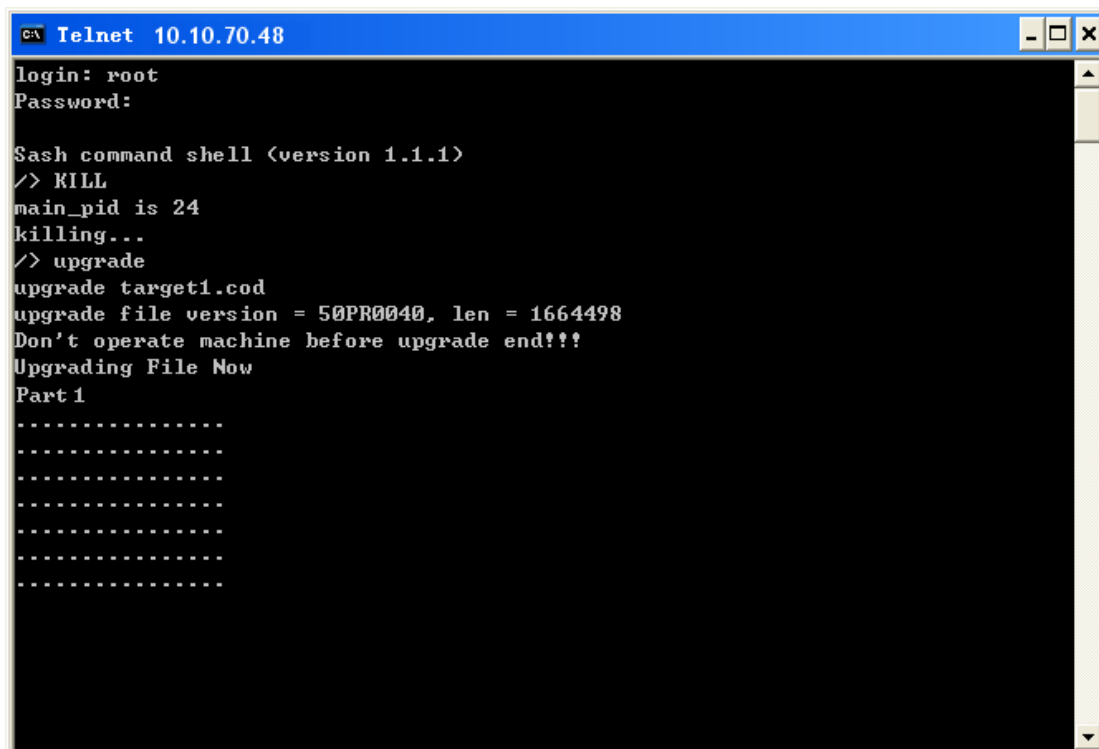 Telnet 10.10.70.48
login: root
Password:
Sash command shell (version 1.1.1)
/> KILL
main_pid is 24
killing...
/> upgrade
upgrade target1.cod
upgrade file version = 50PR0040, len = 1664498
Don't operate machine before upgrade end!!!
Upgrading File Now
Part 1
................
................
................
................
................
................
................